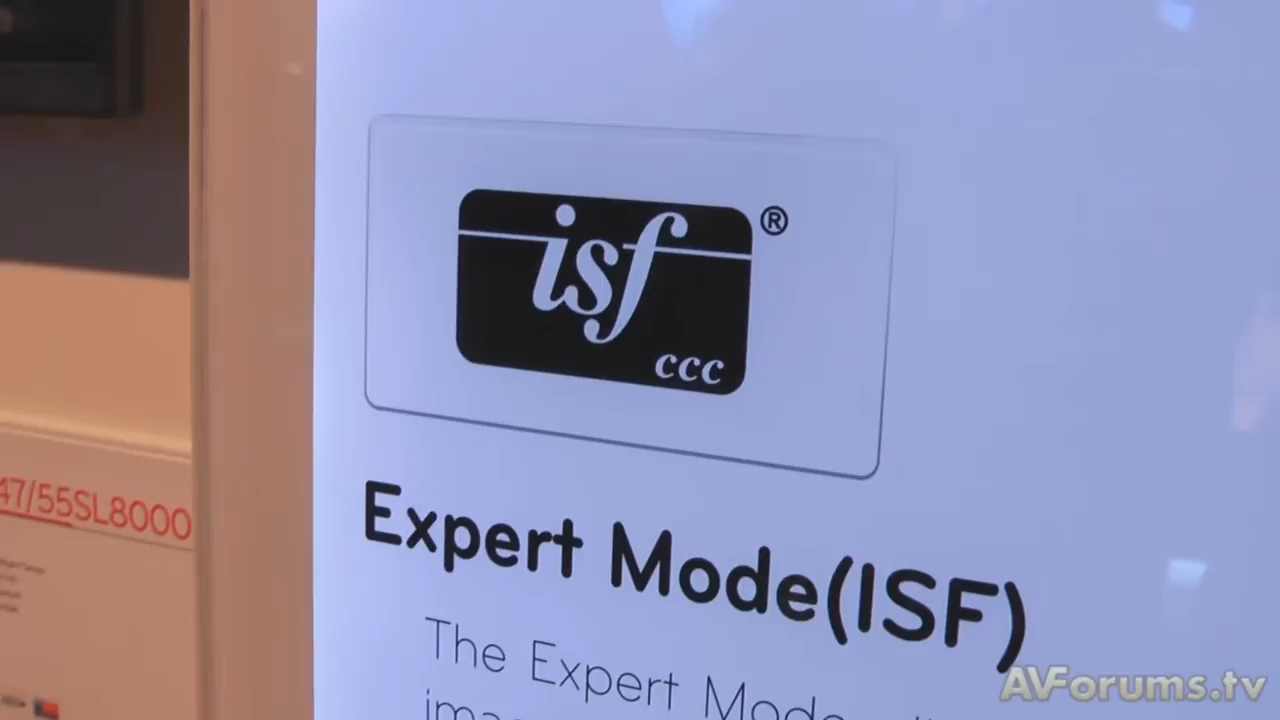 isf
ccc
®
Expert Mode(ISF)
The Expert Mode
47/55SL8000
AVForums.tv